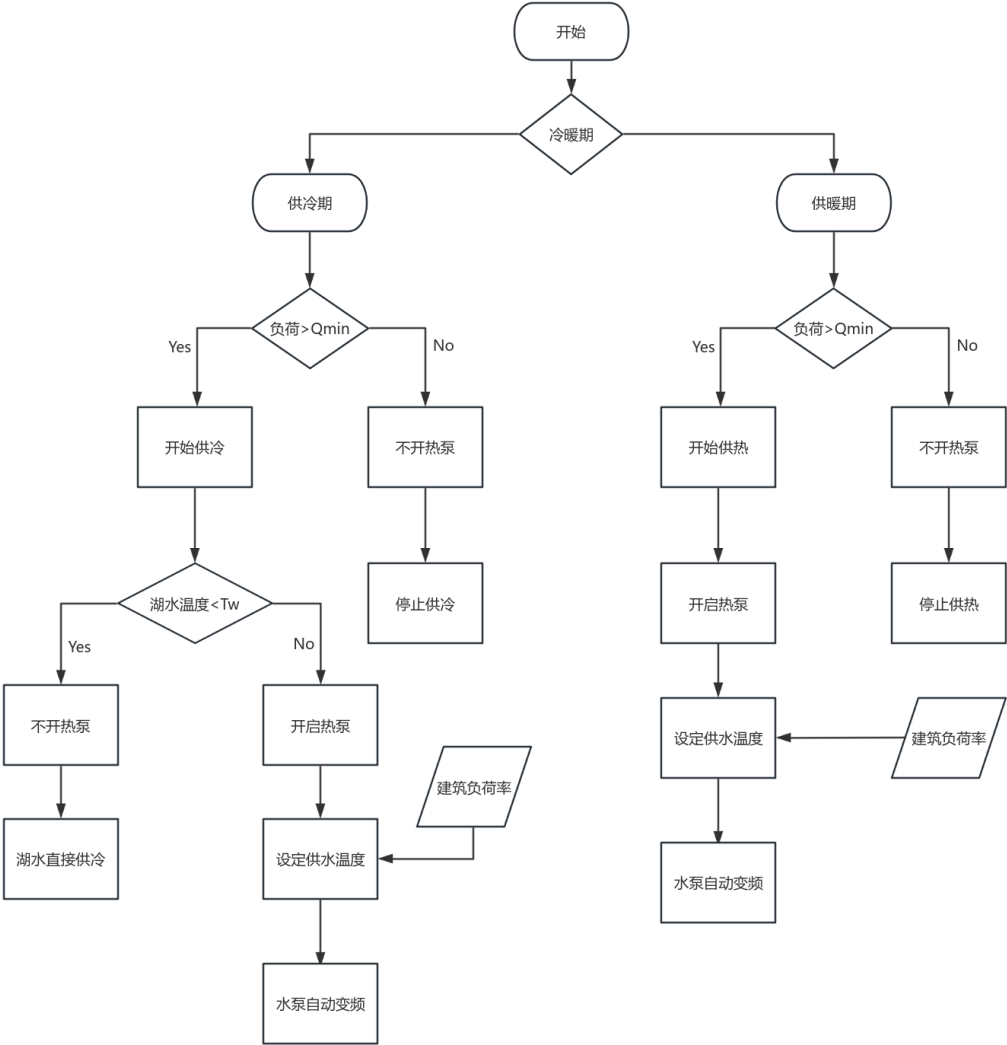 开始
冷暖期
供冷期
供暖期
负荷>Qmin
负荷>Qmin
Yes
No
Yes
No
开始供冷
不开热泵
开始供热
不开热泵
湖水温度<Tw
停止供冷
开启热泵
停止供热
Yes
No
不开热泵
开启热泵
设定供水温度
建筑负荷率
建筑负荷率
湖水直接供冷
设定供水温度
水泵自动变频
水泵自动变频